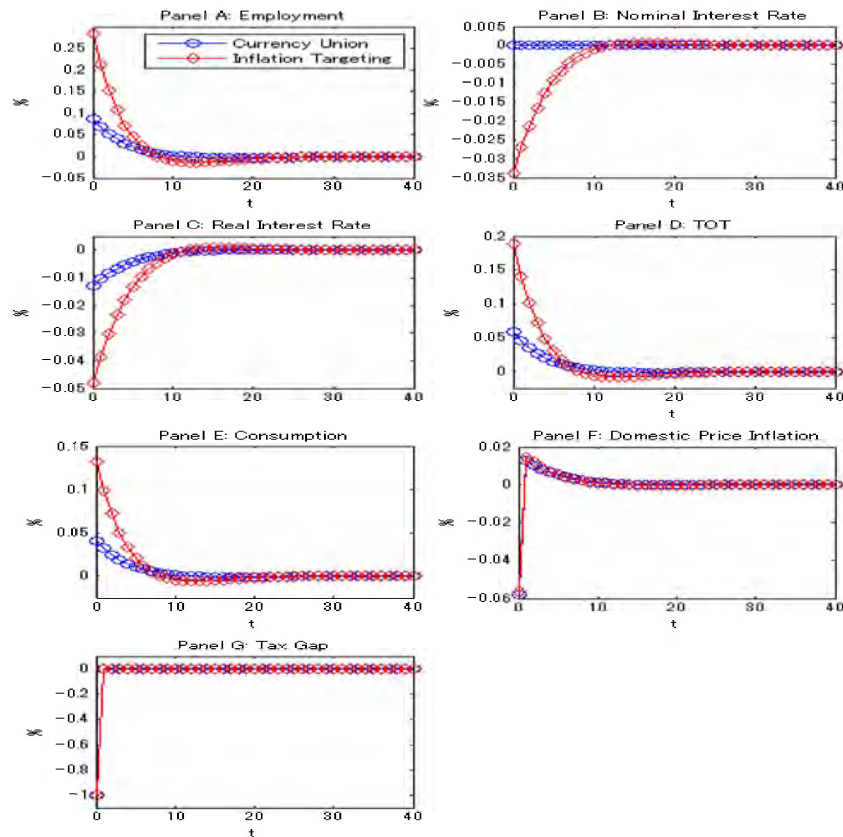 Panel A: Employment
0.25
0.2
0.15
0.1
0.05
0
-0.05
%
Currency Union
Inflation Targeting
0 10 20 30 40
t
Panel B: Nominal Interest Rate
0.005
0
-0.005
-0.01
-0.015
-0.02
-0.025
-0.03
-0.035
%
0 10 20 30 40
t
Panel C: Real Interest Rate
0
-0.01
-0.02
-0.03
-0.04
-0.05
%
0 10 20 30 40
t
Panel D: TOT
0.2
0.15
0.1
0.05
0
%
0 10 20 30 40
t
Panel E: Consumption
0.15
0.1
0.05
0
%
0 10 20 30 40
t
Panel F: Domestic Price Inflation
0.02
0
-0.02
-0.04
-0.06
%
0 10 20 30 40
t
Panel G: Tax Gap
0
-0.2
-0.4
-0.6
-0.8
-1
%
0 10 20 30 40
t